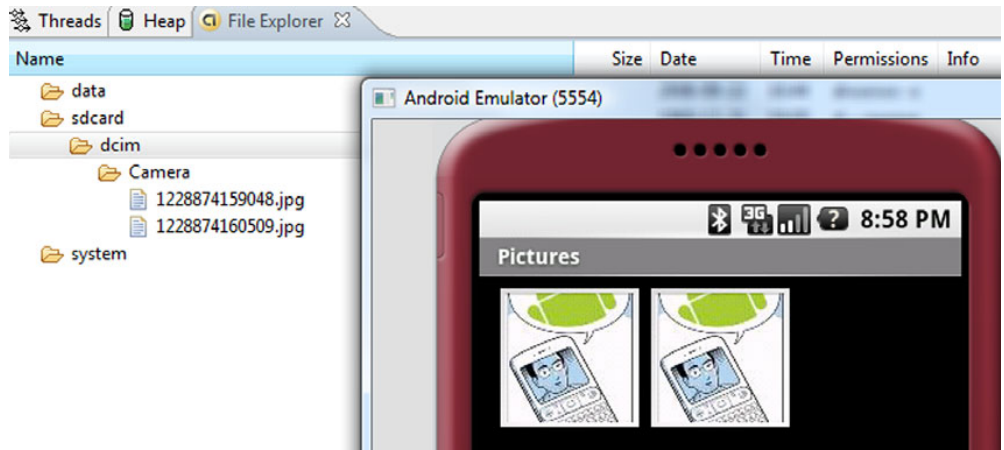 Threads Heap File Explorer
Name Size Date Time Permissions Info
data
sdcard
dcim
Camera
1228874159048.jpg
1228874160509.jpg
system
Android Emulator (5554)
3G ? 8:58 PM
Pictures